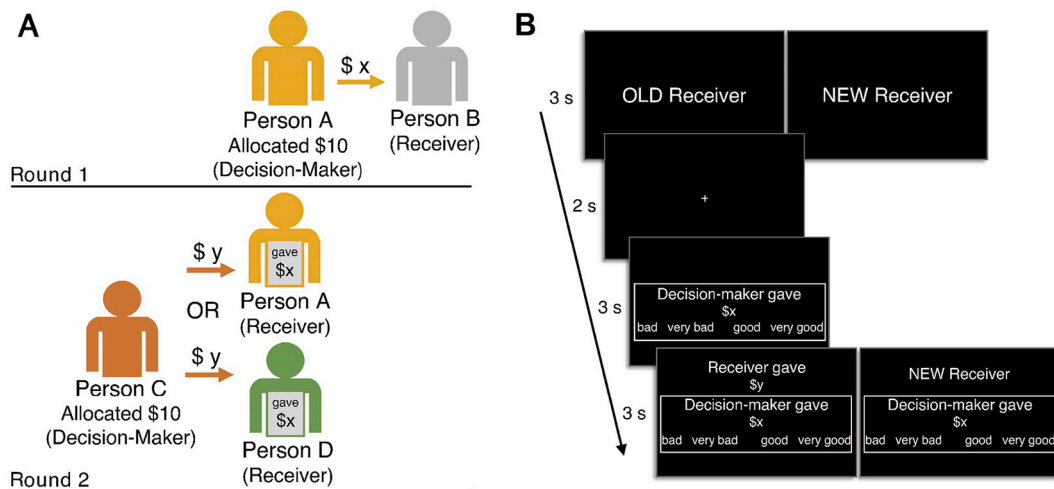 A
$ x
Person A
Allocated $10
(Decision-Maker)
Person B
(Receiver)
Round 1
$ y
OR
$ y
gave
$x
Person A
(Receiver)
Person C
Allocated $10
(Decision-Maker)
gave
$x
Person D
(Receiver)
Round 2
B
3 s
OLD Receiver
NEW Receiver
2 s
+
3 s
Decision-maker gave
$x
bad very bad good very good
3 s
Receiver gave
$y
Decision-maker gave
$x
bad very bad good very good
NEW Receiver
Decision-maker gave
$x
bad very bad good very good